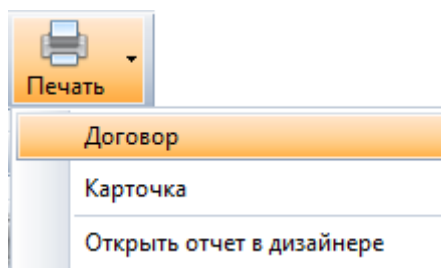 Печать
Договор
Карточка
Открыть отчет в дизайнере